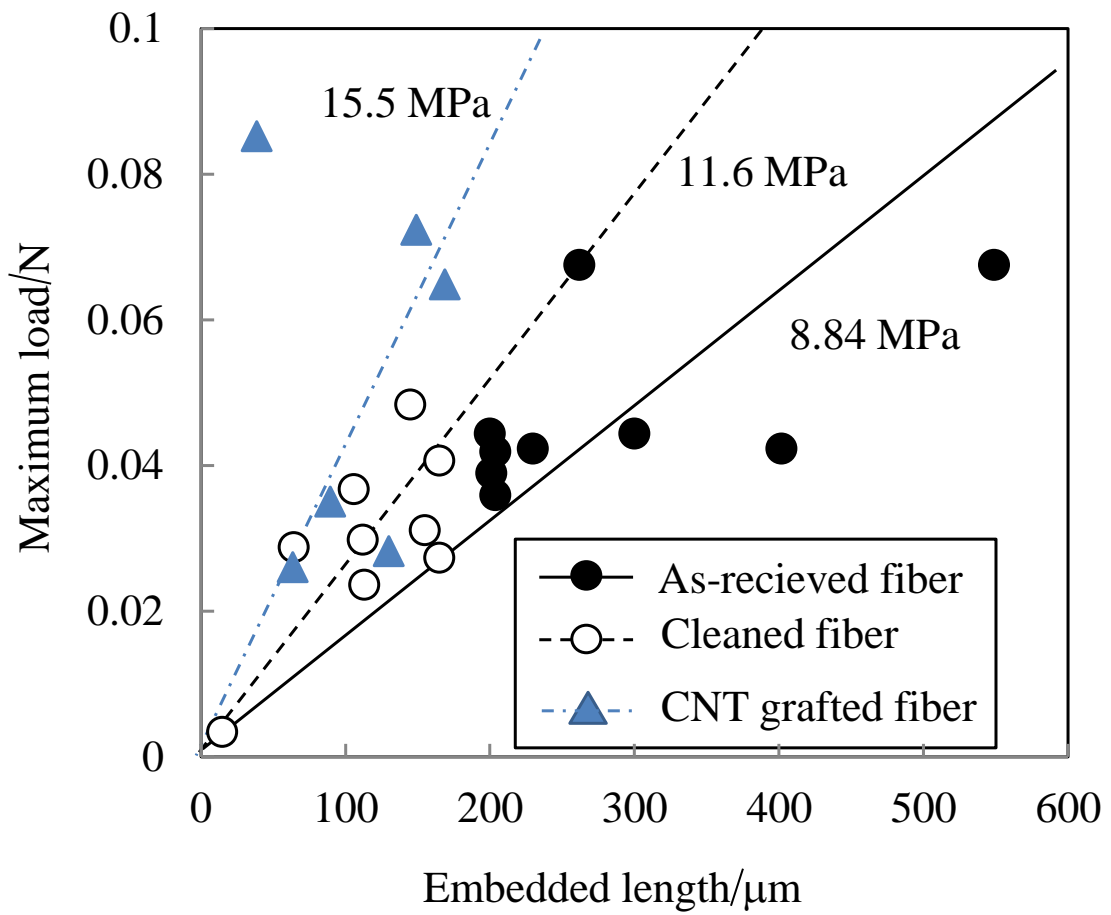 0.1
0.08
0.06
0.04
0.02
0
Maximum load/N
15.5 MPa
11.6 MPa
8.84 MPa
As-recieved fiber
Cleaned fiber
CNT grafted fiber
0 100 200 300 400 500 600
Embedded length/μm